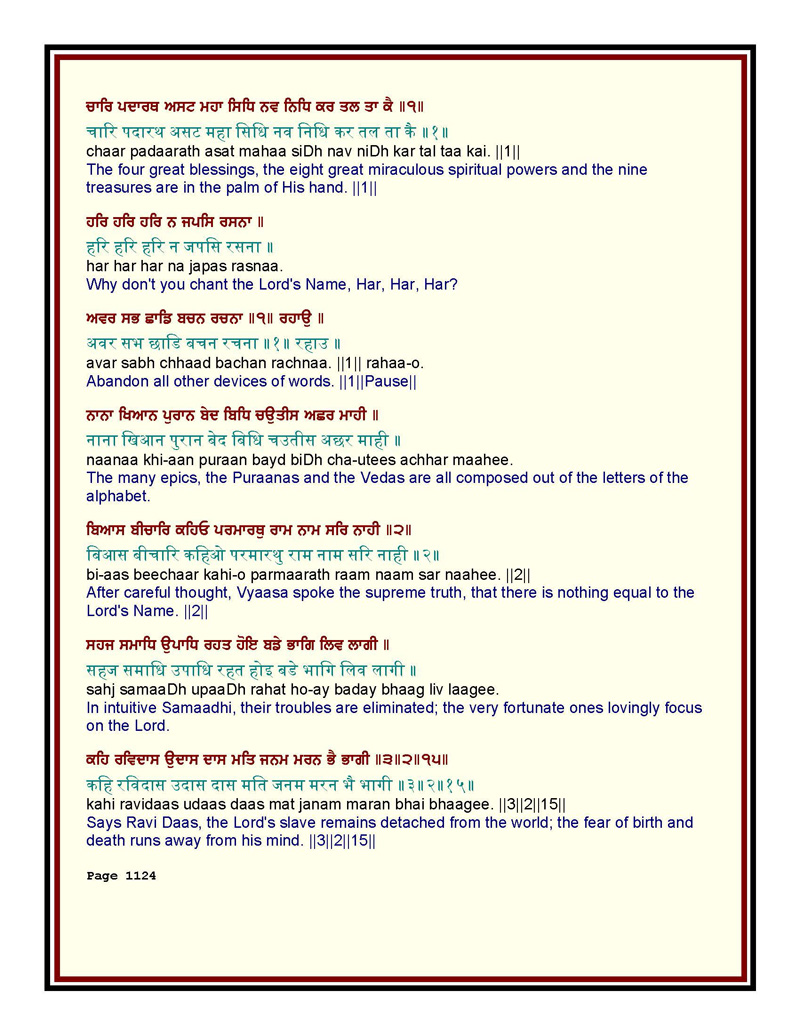 ਚਾਰਿ ਪਦਾਰਥ ਅਸਟ ਮਹਾ ਸਿਧਿ ਨਵ ਨਿਧਿ ਕਰ ਤਲ ਤਾ ਕੈ ॥੧॥
चारि पदारथ असट महा सिधि नव निधि कर तल ता कै ॥१॥
chaar padaarath asat mahaa siDh nav niDh kar tal taa kai. ||1||
The four great blessings, the eight great miraculous spiritual powers and the nine
treasures are in the palm of His hand. ||1||
ਹਰਿ ਹਰਿ ਹਰਿ ਨ ਜਪਸਿ ਰਸਨਾ ॥
हरि हरि हरि न जपसि रसना ॥
har har har na japas rasnaa.
Why don't you chant the Lord's Name, Har, Har, Har?
ਅਵਰ ਸਭ ਛਾਡਿ ਬਚਨ ਰਚਨਾ ॥੧॥ ਰਹਾਉ ॥
अवर सभ छाडि बचन रचना ॥१॥ रहाउ ॥
avar sabh chhaad bachan rachnaa. ||1|| rahaa-o.
Abandon all other devices of words. ||1||Pause||
ਨਾਨਾ ਖਿਆਨ ਪੁਰਾਨ ਬੇਦ ਬਿਧਿ ਚਉਤੀਸ ਅਛਰ ਮਾਹੀ ॥
नाना खिआन पुरान बेद बिधि चउतीस अछर माही ॥
naanaa khi-aan puraan bayd biDh cha-utees achhar maahee.
The many epics, the Puraanas and the Vedas are all composed out of the letters of the
alphabet.
ਬਿਆਸ ਬੀਚਾਰਿ ਕਹਿਓ ਪਰਮਾਰਥੁ ਰਾਮ ਨਾਮ ਸਰਿ ਨਾਹੀ ॥੨॥
बिआस बीचारि कहिओ परमारथु राम नाम सरि नाही ॥२॥
bi-aas beechaar kahi-o parmaarath raam naam sar naahee. ||2||
After careful thought, Vyaasa spoke the supreme truth, that there is nothing equal to the
Lord's Name. ||2||
ਸਹਜ ਸਮਾਧਿ ਉਪਾਧਿ ਰਹਤ ਹੋਇ ਬਡੇ ਭਾਗਿ ਲਿਵ ਲਾਗੀ ॥
सहज समाधि उपाधि रहत होइ बडे भागि लिव लागी ॥
sahj samaaDh upaaDh rahat ho-ay baday bhaag liv laagee.
In intuitive Samaadhi, their troubles are eliminated; the very fortunate ones lovingly focus
on the Lord.
ਕਹਿ ਰਵਿਦਾਸ ਉਦਾਸ ਦਾਸ ਮਤਿ ਜਨਮ ਮਰਨ ਭੈ ਭਾਗੀ ॥੩॥੨॥੧੫॥
कहि रविदास उदास दास मति जनम मरन भै भागी ॥३॥२॥१५॥
kahi ravidaas udaas daas mat janam maran bhai bhaagee. ||3||2||15||
Says Ravi Daas, the Lord's slave remains detached from the world; the fear of birth and
death runs away from his mind. ||3||2||15||
Page 1124